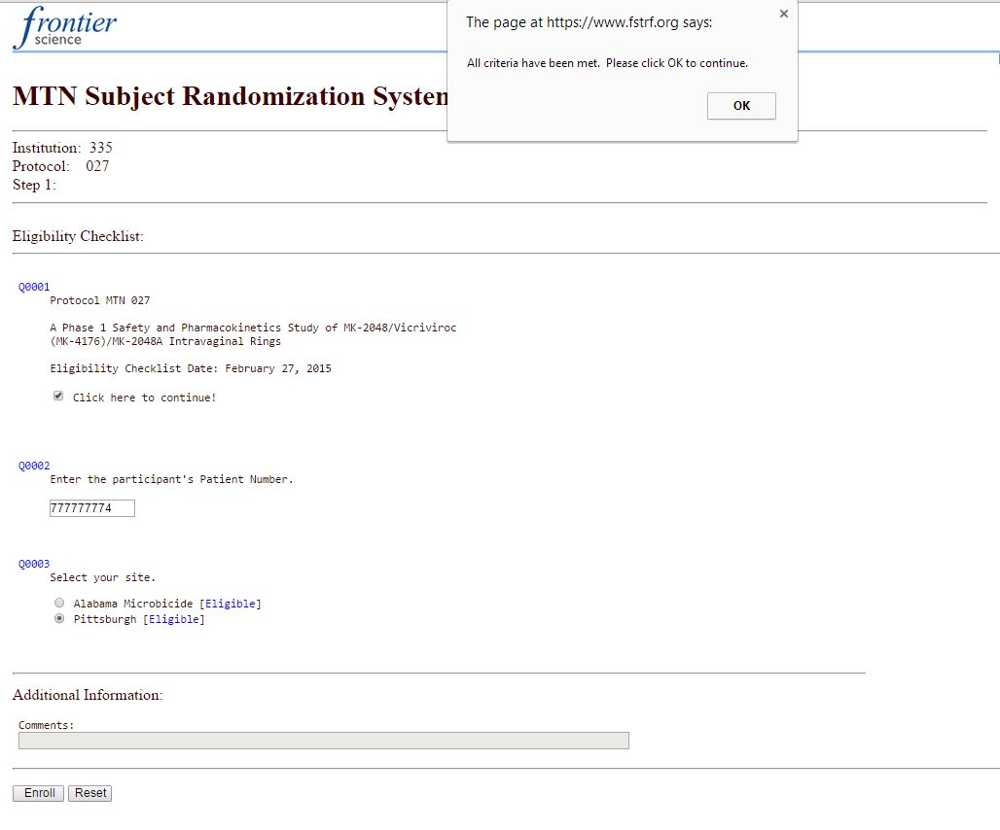 frontier
science
The page at https://www.fstrf.org says:
All criteria have been met.  Please click OK to continue.
OK
MTN Subject Randomization System
Institution:  335
Protocol:    027
Step 1:
Eligibility Checklist:
Q0001
Protocol MTN 027
A Phase 1 Safety and Pharmacokinetics Study of MK-2048/Vicriviroc
(MK-4176)/MK-2048A Intravaginal Rings
Eligibility Checklist Date: February 27, 2015
Click here to continue!
Q0002
Enter the participant's Patient Number.
777777774
Q0003
Select your site.
Alabama Microbicide [Eligible]
Pittsburgh [Eligible]
Additional Information:
Comments:
Enroll Reset